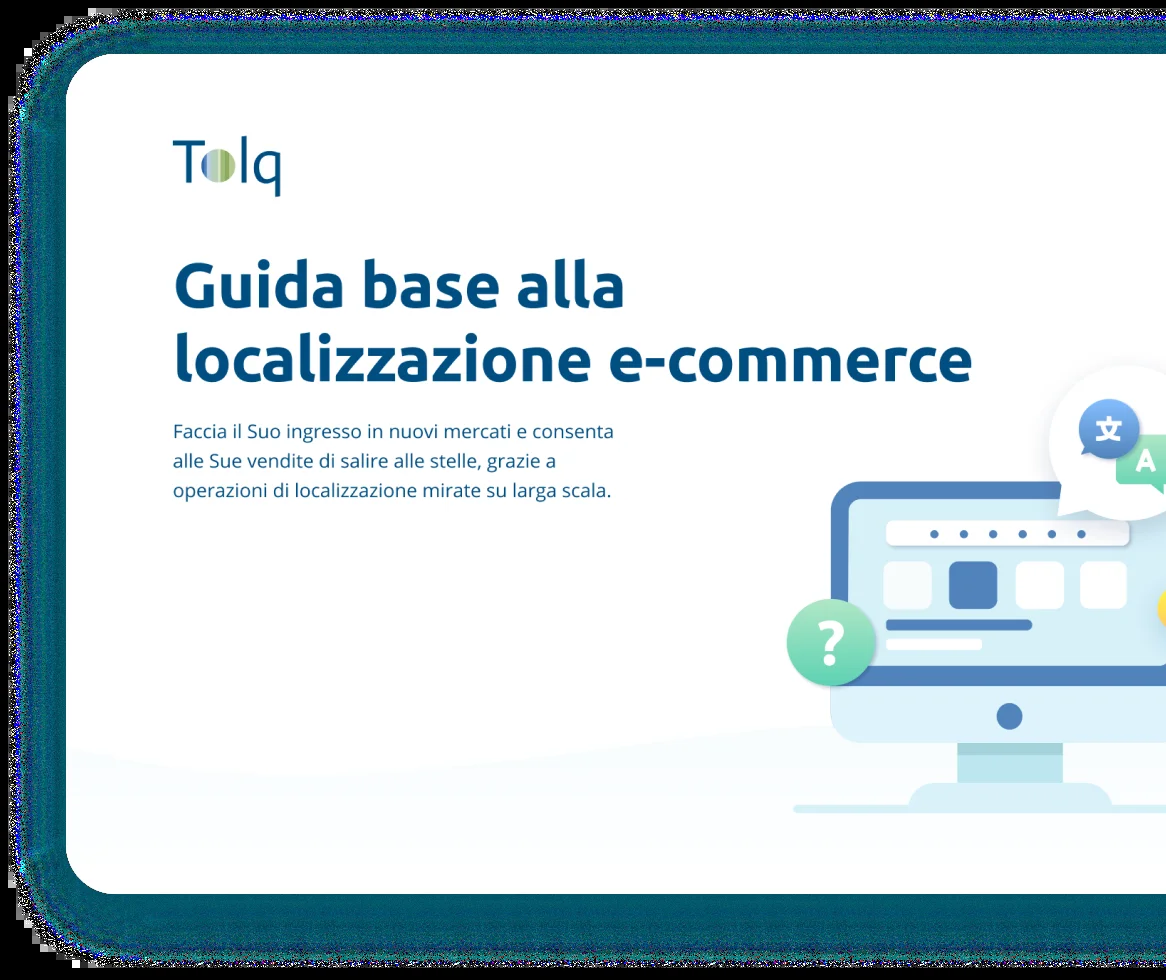 Tolq
Guida base alla
localizzazione e-commerce
Faccia il Suo ingresso in nuovi mercati e consenta
alle Sue vendite di salire alle stelle, grazie a
operazioni di localizzazione mirate su larga scala.
文
A
?